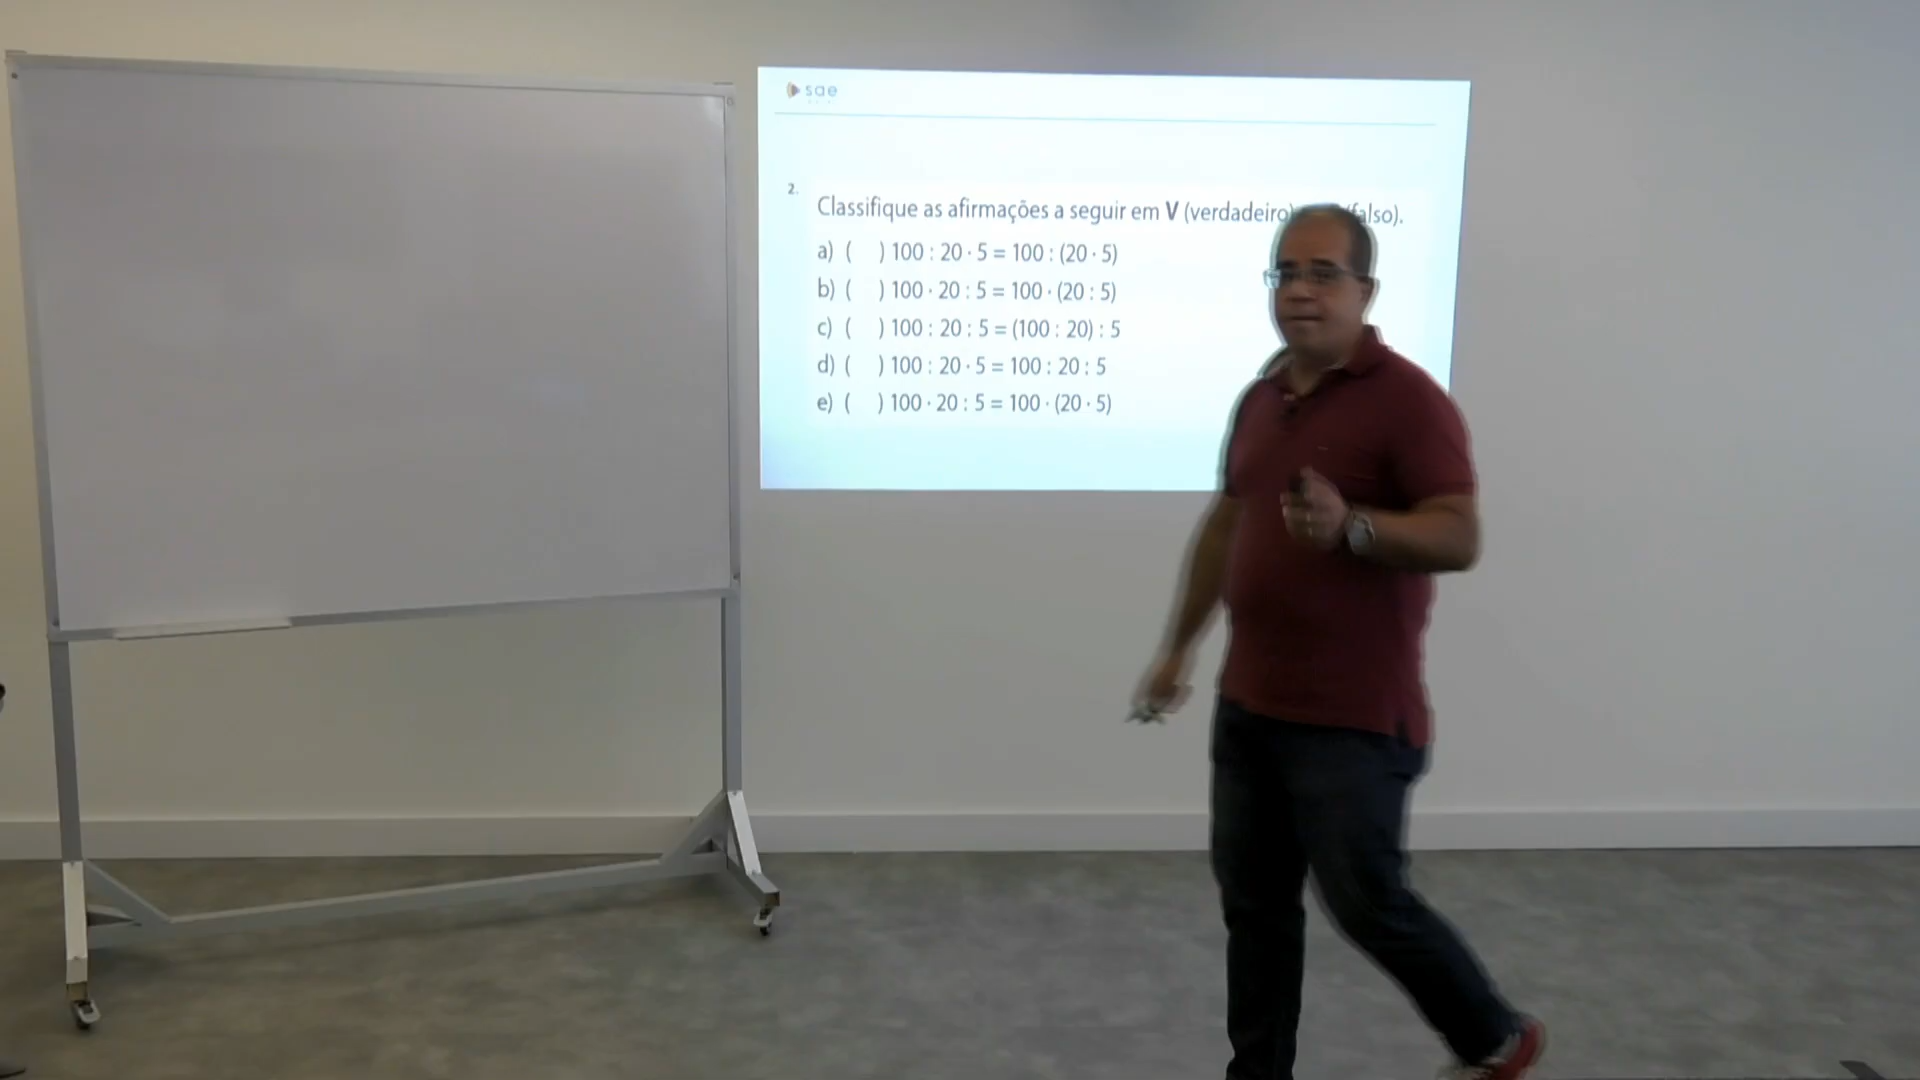 sae
2.
Classifique as afirmações a seguir em V (verdadeiro) (falso).
a) ( ) 100 : 20 · 5 = 100 : (20 · 5)
b) ( ) 100 · 20 : 5 = 100 · (20 : 5)
c) ( ) 100 : 20 : 5 = (100 : 20) : 5
d) ( ) 100 : 20 · 5 = 100 : 20 : 5
e) ( ) 100 · 20 : 5 = 100 · (20 · 5)